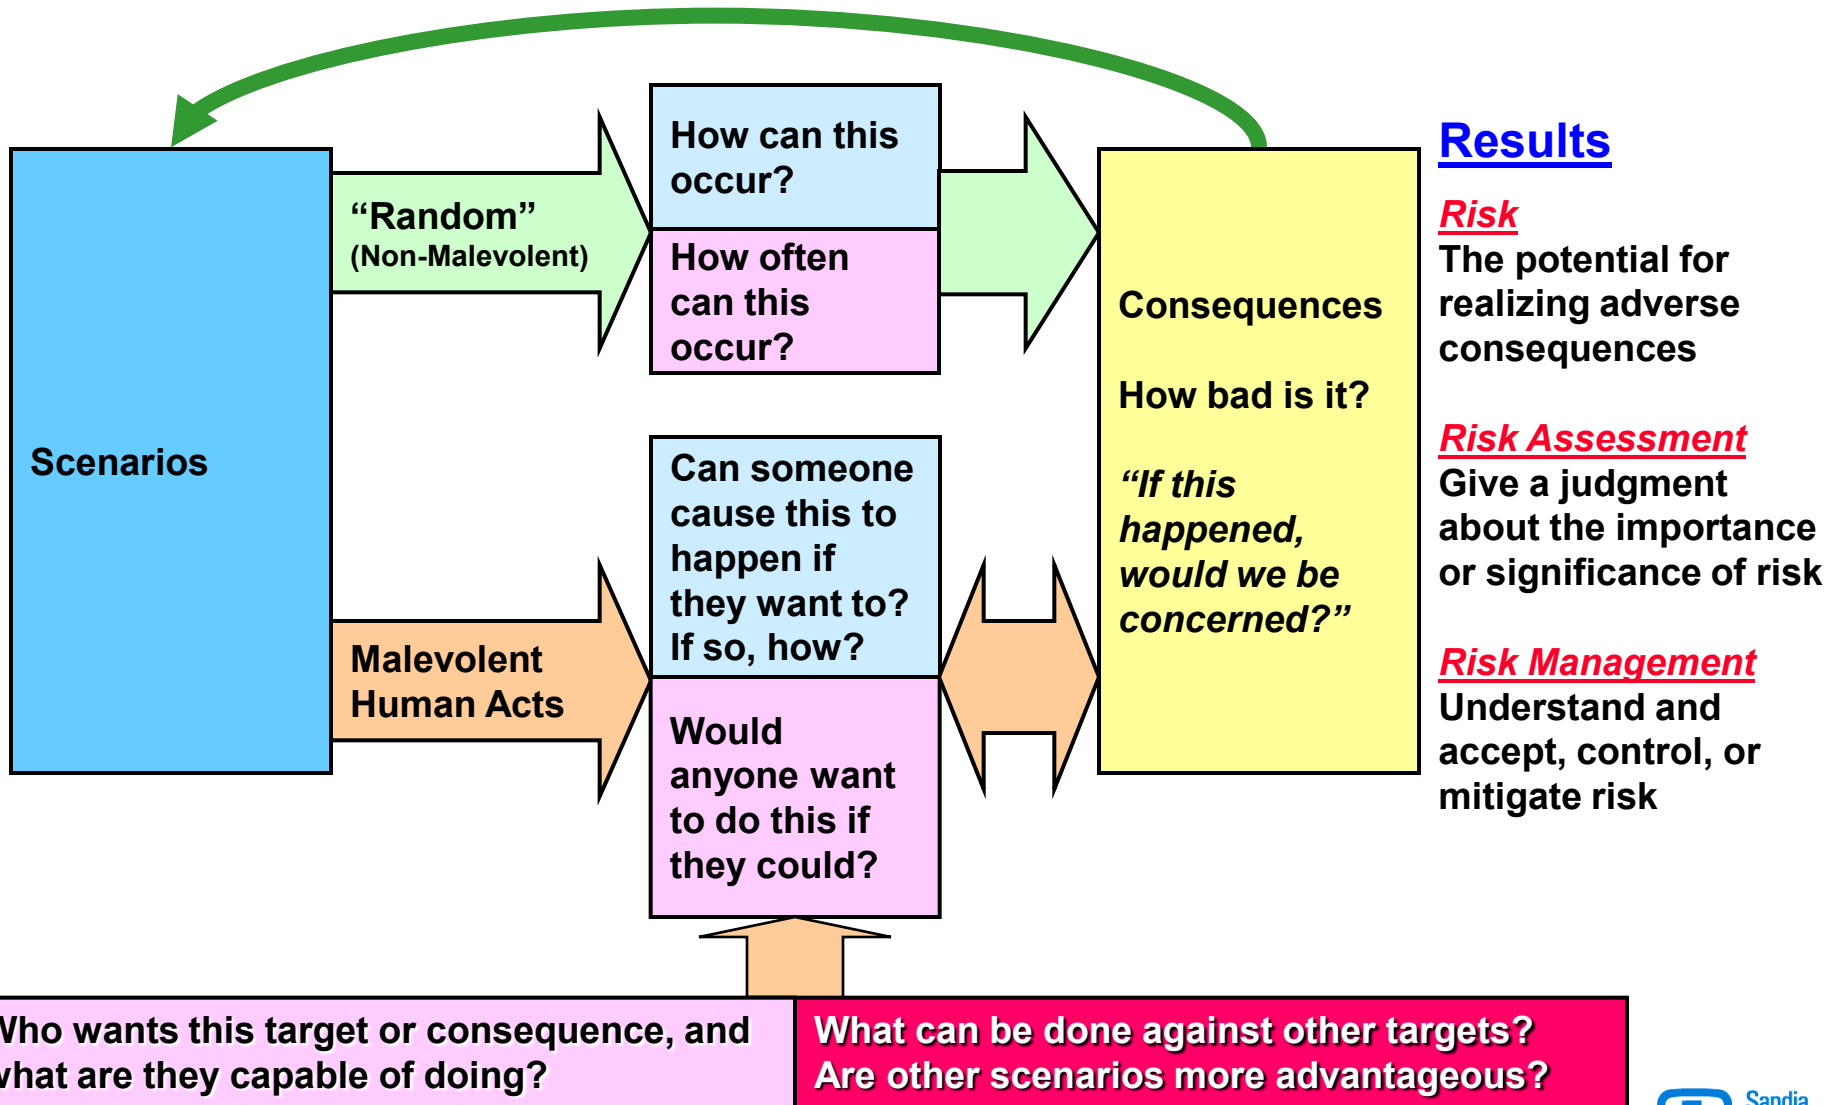 Scenarios
“Random”
(Non-Malevolent)
How can this
occur?
How often
can this
occur?
Malevolent
Human Acts
Can someone
cause this to
happen if
they want to?
If so, how?
Would
anyone want
to do this if
they could?
Consequences
How bad is it?
“If this
happened,
would we be
concerned?”
Results
Risk
The potential for
realizing adverse
consequences
Risk Assessment
Give a judgment
about the importance
or significance of risk
Risk Management
Understand and
accept, control, or
mitigate risk
Who wants this target or consequence, and
what are they capable of doing?
What can be done against other targets?
Are other scenarios more advantageous?
Sandia